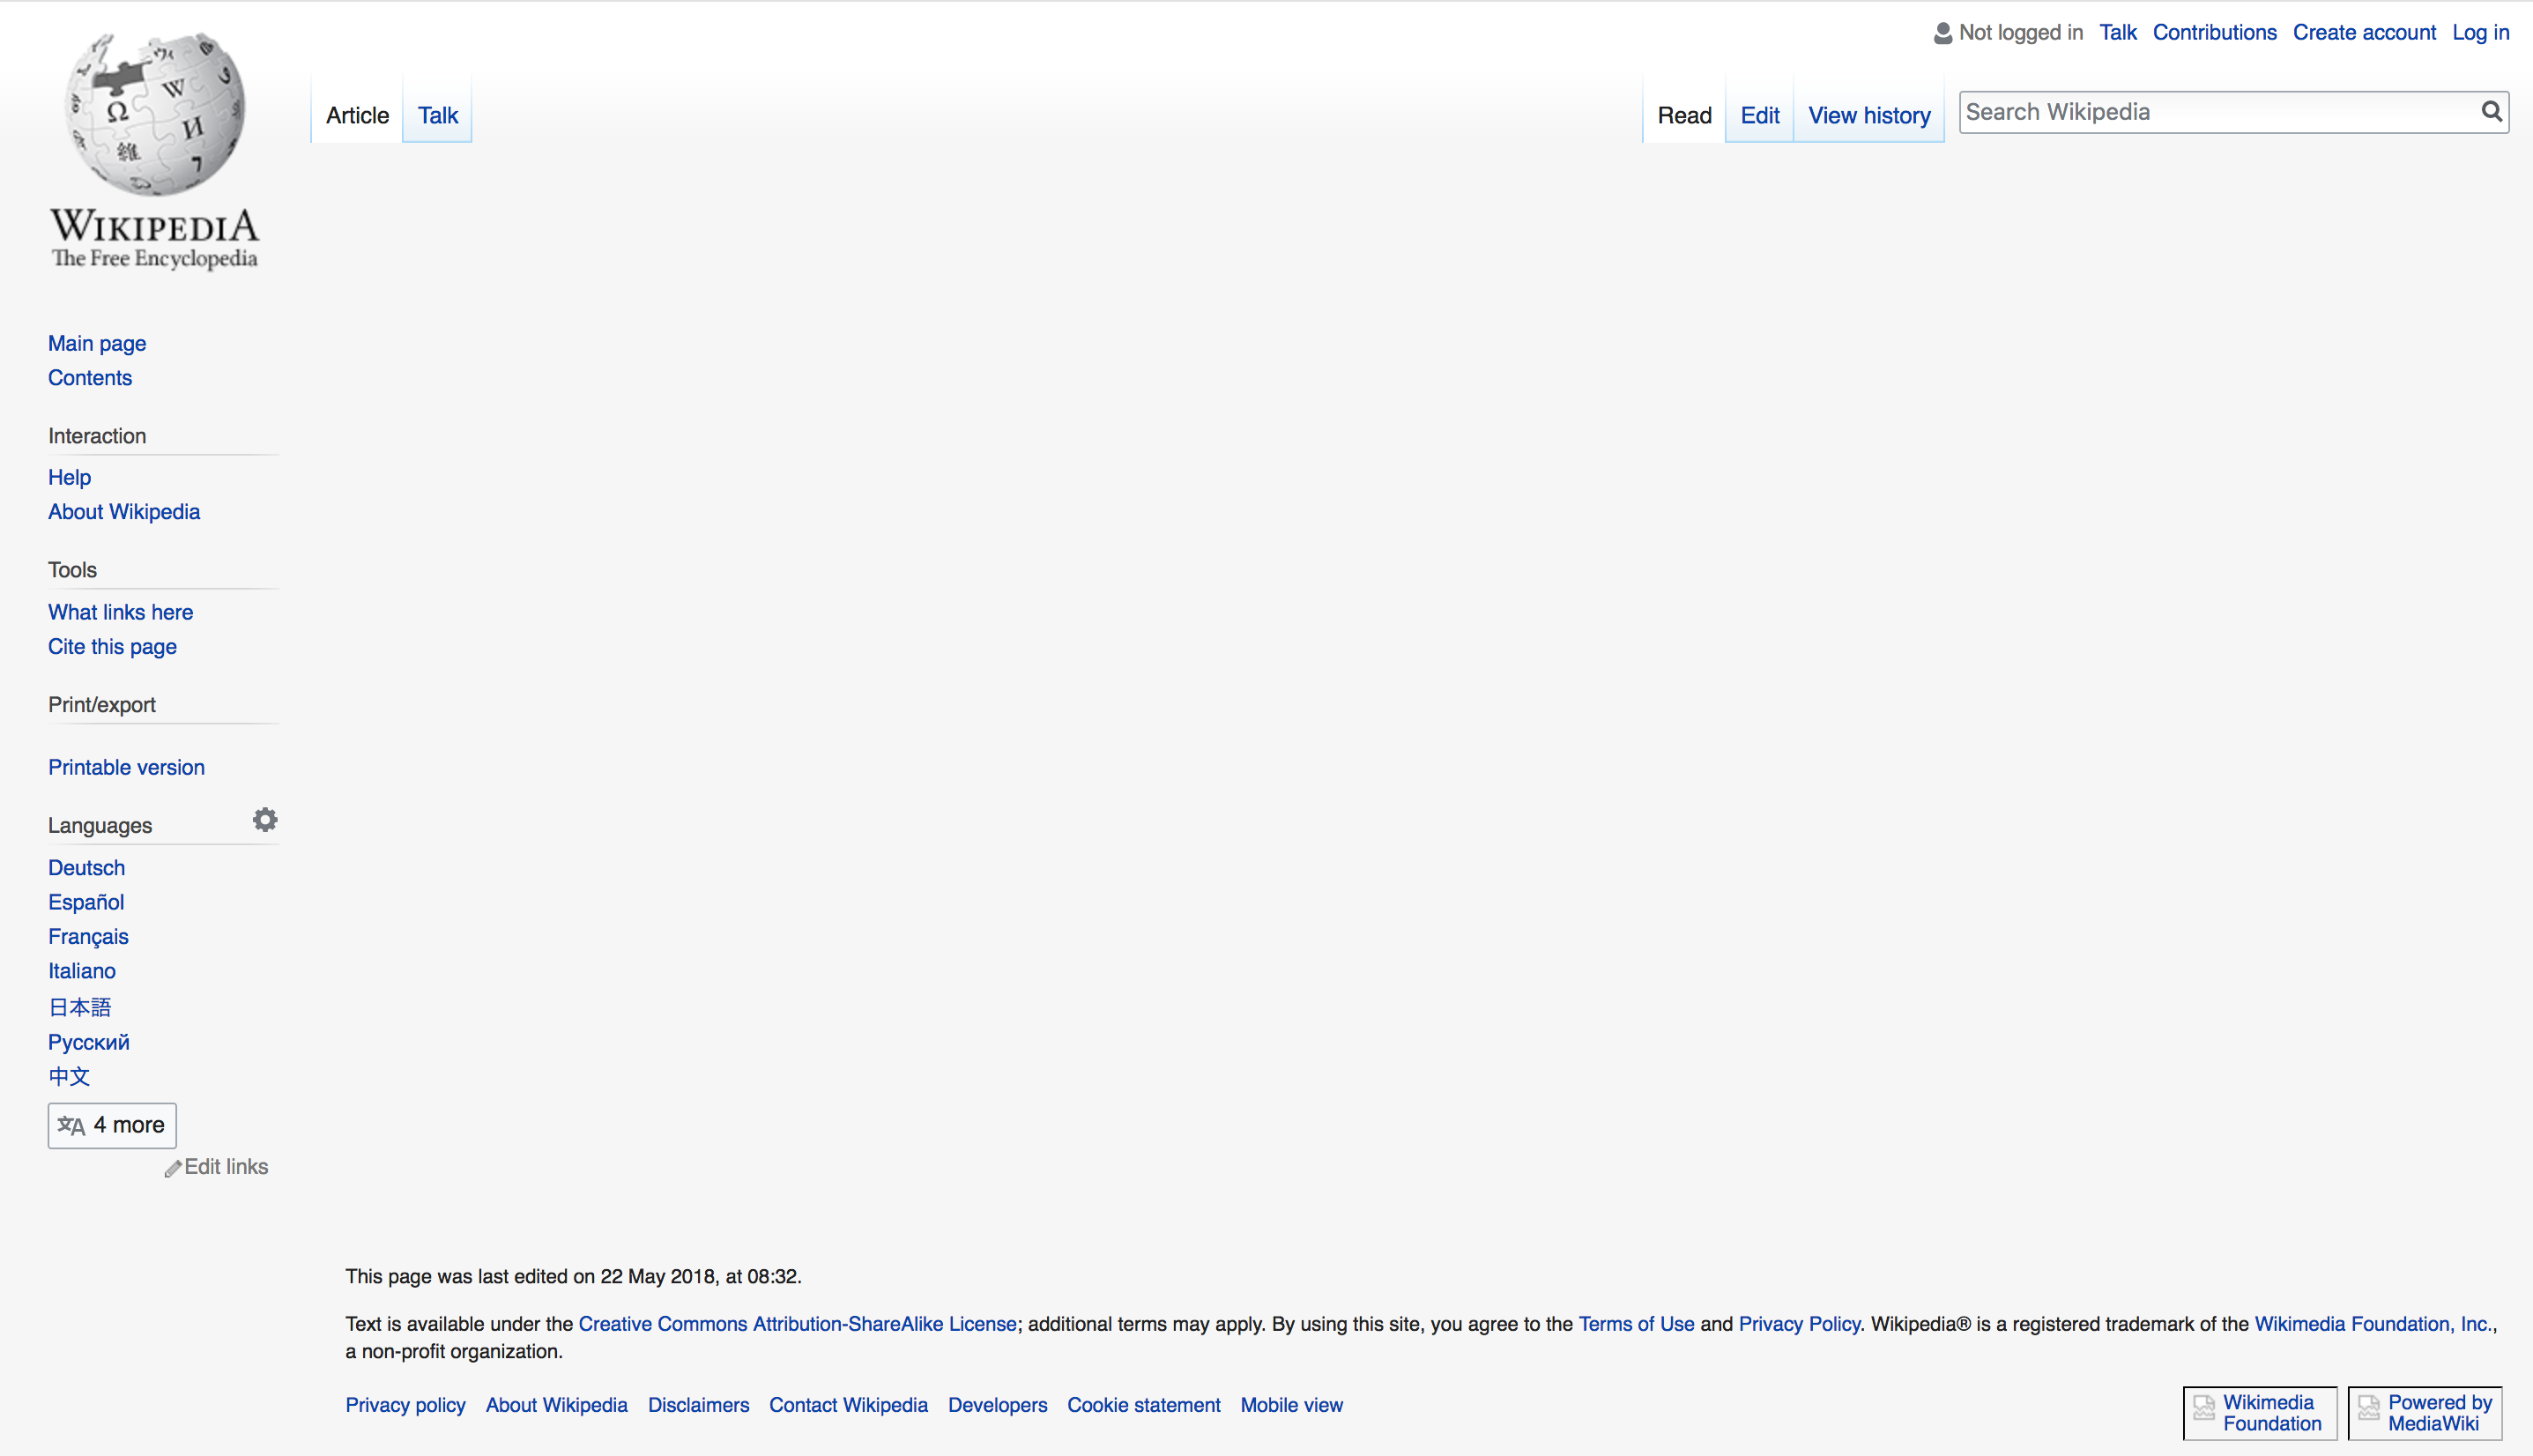 Not logged in Talk Contributions Create account Log in
Article Talk Read Edit View history Search Wikipedia
Ω W И 維 7
WIKIPEDIA
The Free Encyclopedia
Main page
Contents
Interaction
Help
About Wikipedia
Tools
What links here
Cite this page
Print/export
Printable version
Languages
Deutsch
Español
Français
Italiano
日本語
Русский
中文
文A 4 more
Edit links
This page was last edited on 22 May 2018, at 08:32.
Text is available under the Creative Commons Attribution-ShareAlike License; additional terms may apply. By using this site, you agree to the Terms of Use and Privacy Policy. Wikipedia® is a registered trademark of the Wikimedia Foundation, Inc.,
a non-profit organization.
Privacy policy About Wikipedia Disclaimers Contact Wikipedia Developers Cookie statement Mobile view
Wikimedia Foundation
Powered by MediaWiki